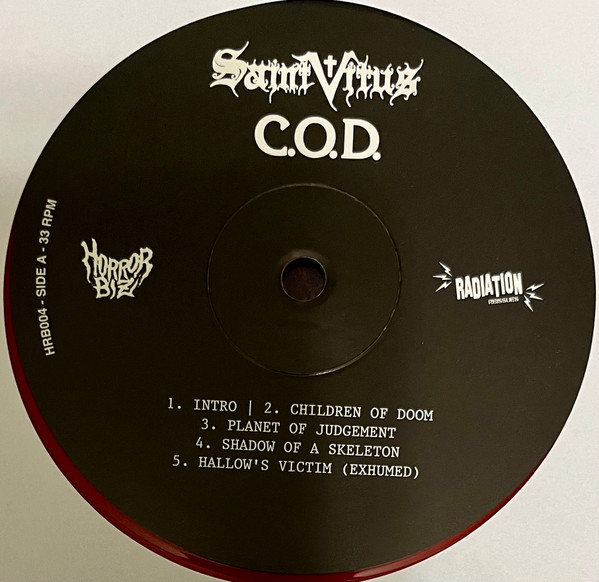 Saint Vitus
C.O.D.
HRB004 - SIDE A - 33 RPM
HORROR
BIZ
RADIATION
REISSUES
1. INTRO | 2. CHILDREN OF DOOM
3. PLANET OF JUDGEMENT
4. SHADOW OF A SKELETON
5. HALLOW'S VICTIM (EXHUMED)